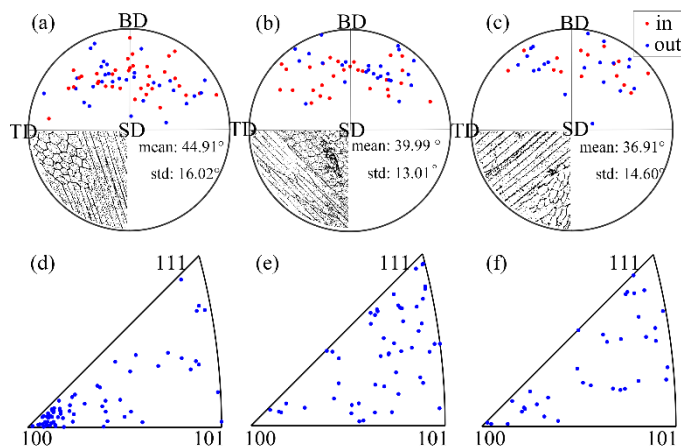 (a) BD (b) BD (c) BD in
out
TD SD TD SD TD SD
mean: 44.91° mean: 39.99 ° mean: 36.91°
std: 16.02° std: 13.01° std: 14.60°
(d) 111 (e) 111 (f) 111
100 101 100 101 100 101